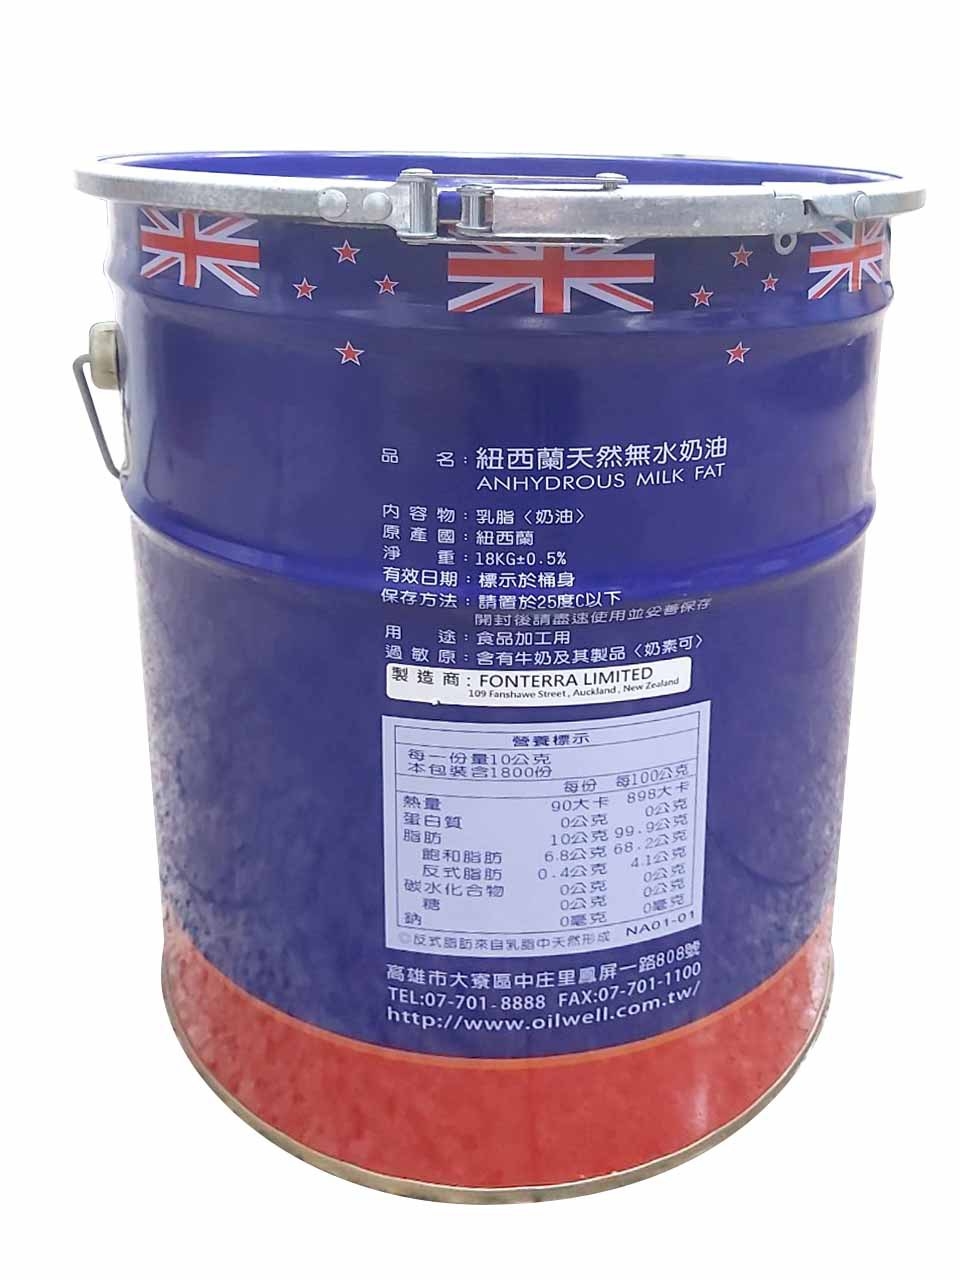 品 名：紐西蘭天然無水奶油
ANHYDROUS MILK FAT
內容物：乳脂〈奶油〉
原產國：紐西蘭
淨 重：18KG±0.5%
有效日期：標示於桶身
保存方法：請置於25度C以下
開封後請盡速使用並妥善保存
用 途：食品加工用
過敏原：含有牛奶及其製品〈奶素可〉
製造商：FONTERRA LIMITED
109 Fanshawe Street, Auckland, New Zealand
營養標示
每一份量10公克
本包裝含1800份
每份 每100公克
熱量 90大卡 898大卡
蛋白質 0公克 0公克
脂肪 10公克 99.9公克
飽和脂肪 6.8公克 68.2公克
反式脂肪 0.4公克 4.1公克
碳水化合物 0公克 0公克
糖 0公克 0公克
鈉 0毫克 0毫克
◎反式脂肪來自乳脂中天然形成 NA01-01
高雄市大寮區中庄里鳳屏一路808號
TEL:07-701-8888 FAX:07-701-1100
http://www.oilwell.com.tw/